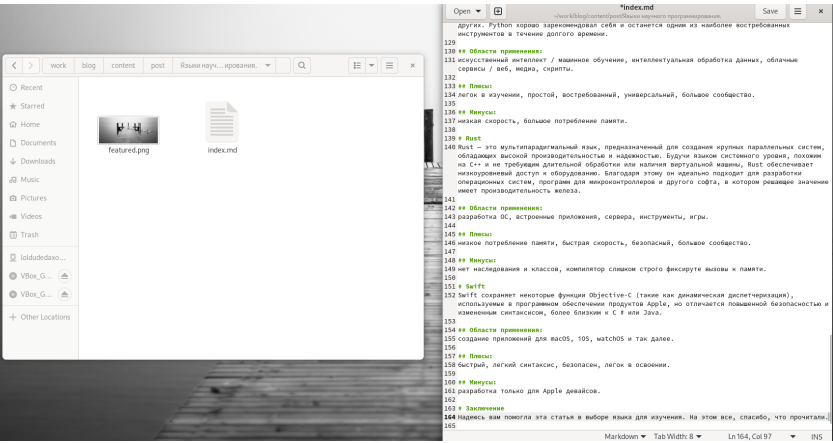 work blog content post Языки науч... ирования.
Recent
Starred
Home
Documents
Downloads
Music
Pictures
Videos
Trash
loldudedaxo...
VBox_G...
VBox_G...
Other Locations
featured.png
index.md
Open
*index.md
~/work/blog/content/post/Языки научного программирования.
Save
других. Python хорошо зарекомендовал себя и останется одним из наиболее востребованных
инструментов в течение долгого времени.
129
130 ## Области применения:
131 искусственный интеллект / машинное обучение, интеллектуальная обработка данных, облачные
сервисы / веб, медиа, скрипты.
132
133 ## Плюсы:
134 легок в изучении, простой, востребованный, универсальный, большое сообщество.
135
136 ## Минусы:
137 низкая скорость, большое потребление памяти.
138
139 # Rust
140 Rust – это мультипарадигмальный язык, предназначенный для создания крупных параллельных систем,
обладающих высокой производительностью и надежностью. Будучи языком системного уровня, похожим
на C++ и не требующим длительной обработки или наличия виртуальной машины, Rust обеспечивает
низкоуровневый доступ к оборудованию. Благодаря этому он идеально подходит для разработки
операционных систем, программ для микроконтроллеров и другого софта, в котором решающее значение
имеет производительность железа.
141
142 ## Области применения:
143 разработка ОС, встроенные приложения, сервера, инструменты, игры.
144
145 ## Плюсы:
146 низкое потребление памяти, быстрая скорость, безопасный, большое сообщество.
147
148 ## Минусы:
149 нет наследования и классов, компилятор слишком строго фиксируте вызовы к памяти.
150
151 # Swift
152 Swift сохраняет некоторые функции Objective-C (такие как динамическая диспетчеризация),
используемые в программном обеспечении продуктов Apple, но отличается повышенной безопасностью и
измененным синтаксисом, более близким к C # или Java.
153
154 ## Области применения:
155 создание приложений для macOS, iOS, watchOS и так далее.
156
157 ## Плюсы:
158 быстрый, легкий синтаксис, безопасен, легок в освоении.
159
160 ## Минусы:
161 разработка только для Apple девайсов.
162
163 # Заключение
164 Надеюсь вам помогла эта статья в выборе языка для изучения. На этом все, спасибо, что прочитали.
165
Markdown Tab Width: 8 Ln 164, Col 97 INS